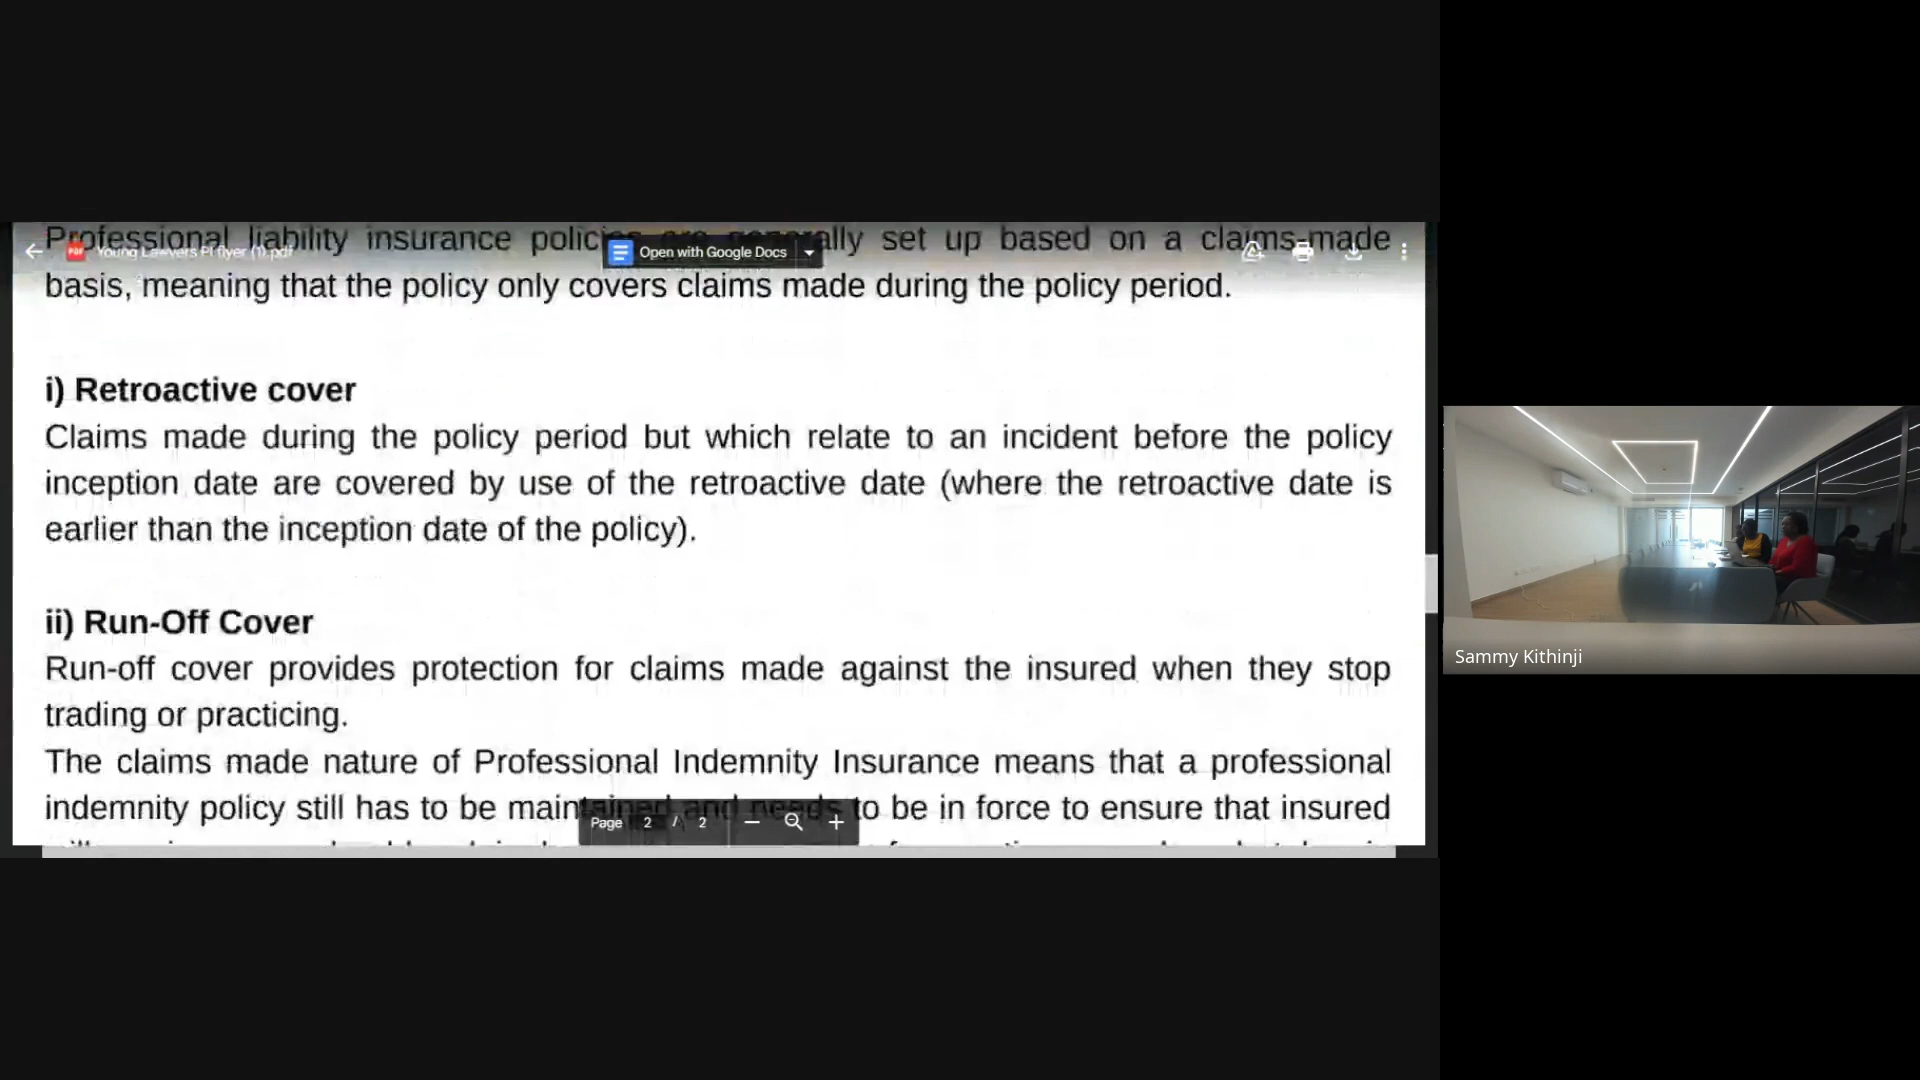 Professional liability insurance policies are generally set up based on a claims-made
Young Lawyers PI flyer (1).pdf
Open with Google Docs
basis, meaning that the policy only covers claims made during the policy period.
i) Retroactive cover
Claims made during the policy period but which relate to an incident before the policy
inception date are covered by use of the retroactive date (where the retroactive date is
earlier than the inception date of the policy).
ii) Run-Off Cover
Run-off cover provides protection for claims made against the insured when they stop
trading or practicing.
The claims made nature of Professional Indemnity Insurance means that a professional
indemnity policy still has to be maintained and needs to be in force to ensure that insured
Page 2 / 2
Sammy Kithinji